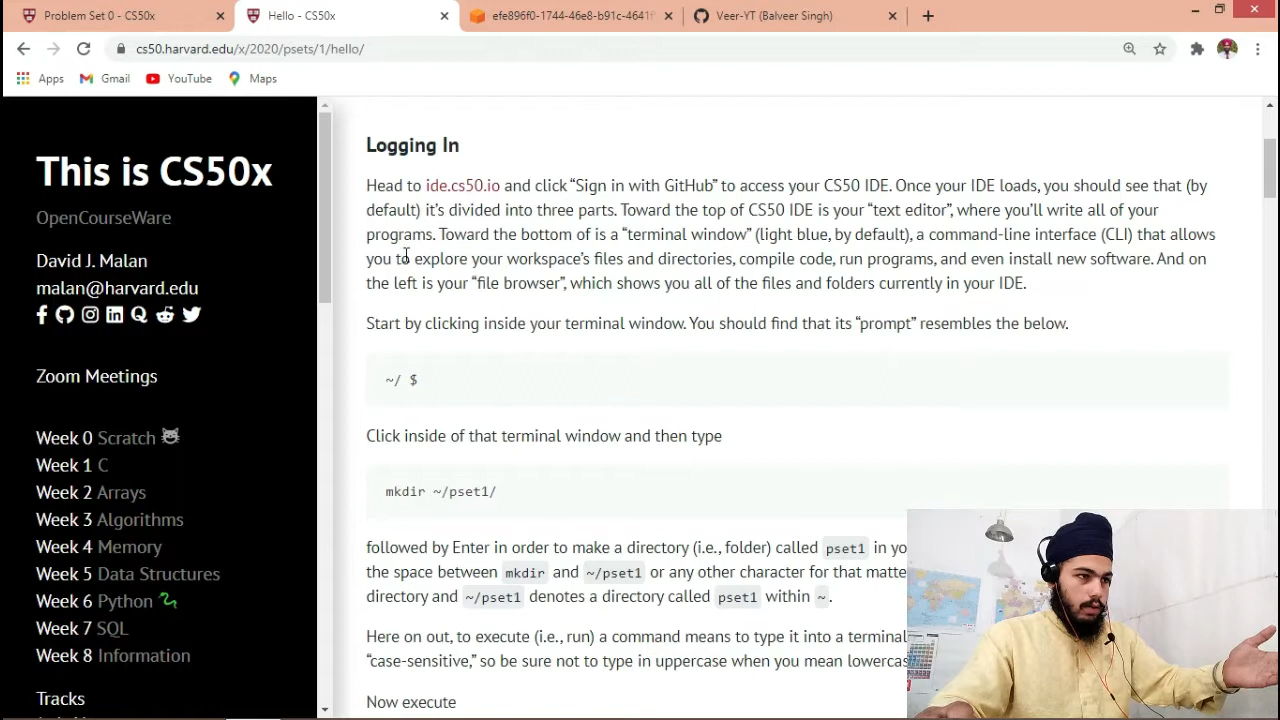 Problem Set 0 - CS50x
Hello - CS50x
efe896f0-1744-46e8-b91c-4641f
Veer-YT (Balveer Singh)
cs50.harvard.edu/x/2020/psets/1/hello/
Apps
Gmail
YouTube
Maps
This is CS50x
OpenCourseWare
David J. Malan
malan@harvard.edu
Zoom Meetings
Week 0 Scratch
Week 1 C
Week 2 Arrays
Week 3 Algorithms
Week 4 Memory
Week 5 Data Structures
Week 6 Python
Week 7 SQL
Week 8 Information
Tracks
Logging In
Head to ide.cs50.io and click “Sign in with GitHub” to access your CS50 IDE. Once your IDE loads, you should see that (by
default) it’s divided into three parts. Toward the top of CS50 IDE is your “text editor”, where you’ll write all of your
programs. Toward the bottom of is a “terminal window” (light blue, by default), a command-line interface (CLI) that allows
you to explore your workspace’s files and directories, compile code, run programs, and even install new software. And on
the left is your “file browser”, which shows you all of the files and folders currently in your IDE.
Start by clicking inside your terminal window. You should find that its “prompt” resembles the below.
~/ $
Click inside of that terminal window and then type
mkdir ~/pset1/
followed by Enter in order to make a directory (i.e., folder) called pset1 in yo
the space between mkdir and ~/pset1 or any other character for that matte
directory and ~/pset1 denotes a directory called pset1 within ~.
Here on out, to execute (i.e., run) a command means to type it into a terminal
“case-sensitive,” so be sure not to type in uppercase when you mean lowercas
Now execute